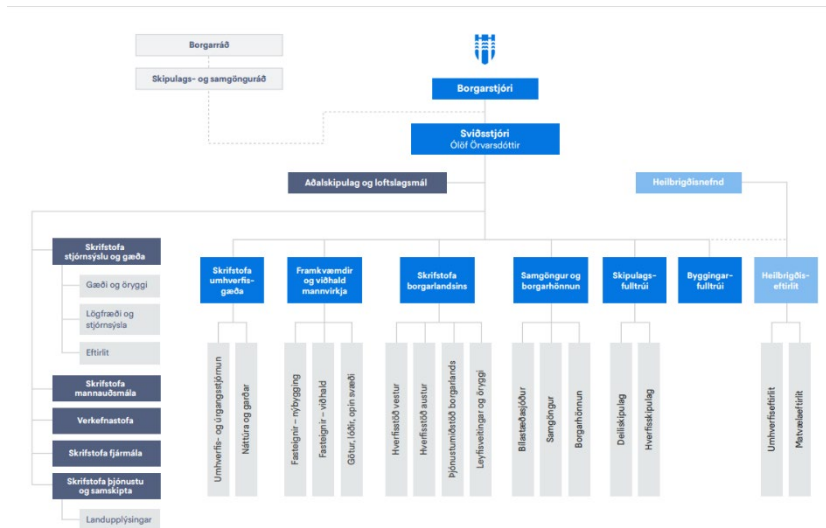 Borgarráð
Skipulags- og samgönguráð
Borgarstjóri
Sviðsstjóri
Ólöf Örvarsdóttir
Aðalskipulag og loftslagsmál
Heilbrigðisnefnd
Skrifstofa
stjórnsýslu og gæða
Gæði og öryggi
Lögfræði og
stjórnsýsla
Eftirlit
Skrifstofa
mannauðsmála
Verkefnastofa
Skrifstofa fjármála
Skrifstofa þjónustu
og samskipta
Landupplýsingar
Skrifstofa
umhverfis-
gæða
Umhverfis- og úrgangsstjórnun
Náttúra og garðar
Framkvæmdir
og viðhald
mannvirkja
Fasteignir – nýbygging
Fasteignir – viðhald
Götur, lóðir, opin svæði
Skrifstofa
borgarlandsins
Hverfisstöð vestur
Hverfisstöð austur
Þjónustumiðstöð borgarlands
Leyfisveitingar og öryggi
Samgöngur og
borgarhönnun
Bílastæðasjóður
Samgöngur
Borgarhönnun
Skipulags-
fulltrúi
Deiliskipulag
Hverfisskipulag
Byggingar-
fulltrúi
Heilbrigðis-
eftirlit
Umhverfiseftirlit
Matvælaeftirlit